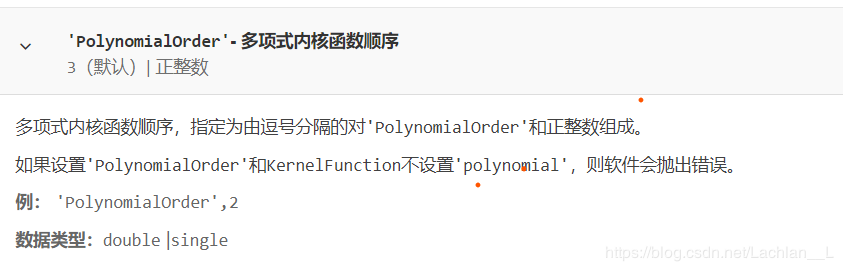 'PolynomialOrder'- 多项式内核函数顺序
3（默认）| 正整数
多项式内核函数顺序，指定为由逗号分隔的对'PolynomialOrder'和正整数组成。
如果设置'PolynomialOrder'和KernelFunction不设置'polynomial'，则软件会抛出错误。
例： 'PolynomialOrder',2
数据类型：double |single
https://blog.csdn.net/Lachlan__L